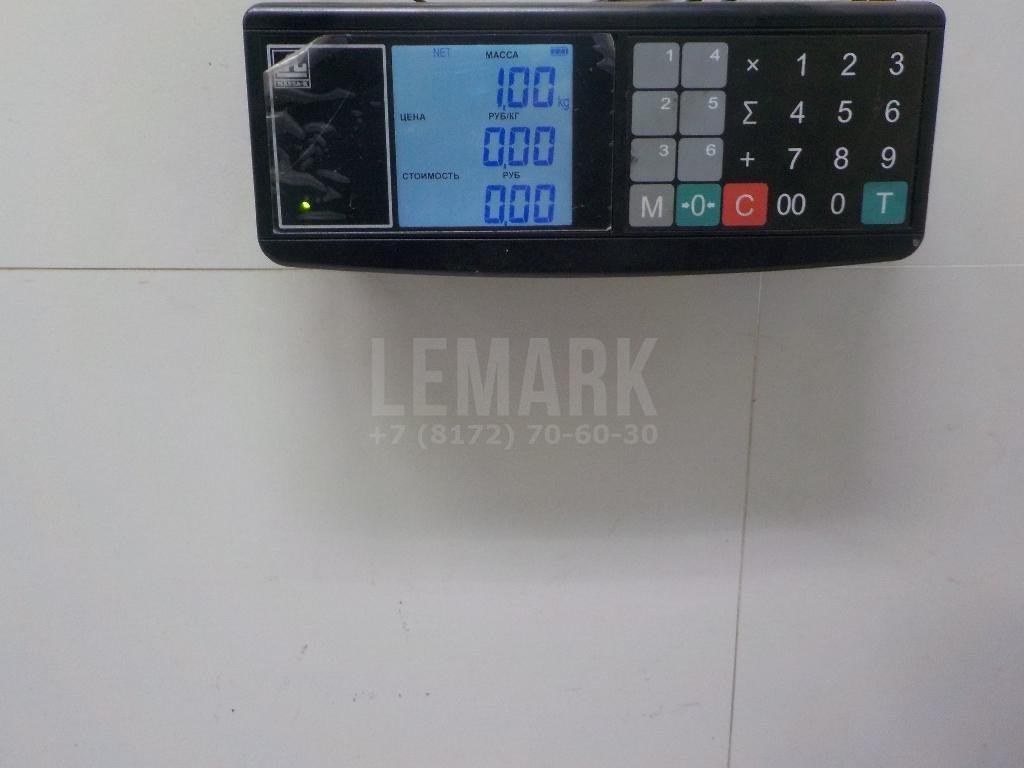 NET МАССА
1,00 kg
ЦЕНА РУБ/КГ
0,00
СТОИМОСТЬ РУБ
0,00
1 4 × 1 2 3
2 5 Σ 4 5 6
3 6 + 7 8 9
M →0← C 00 0 T
LEMARK
+7 (8172) 70-60-30